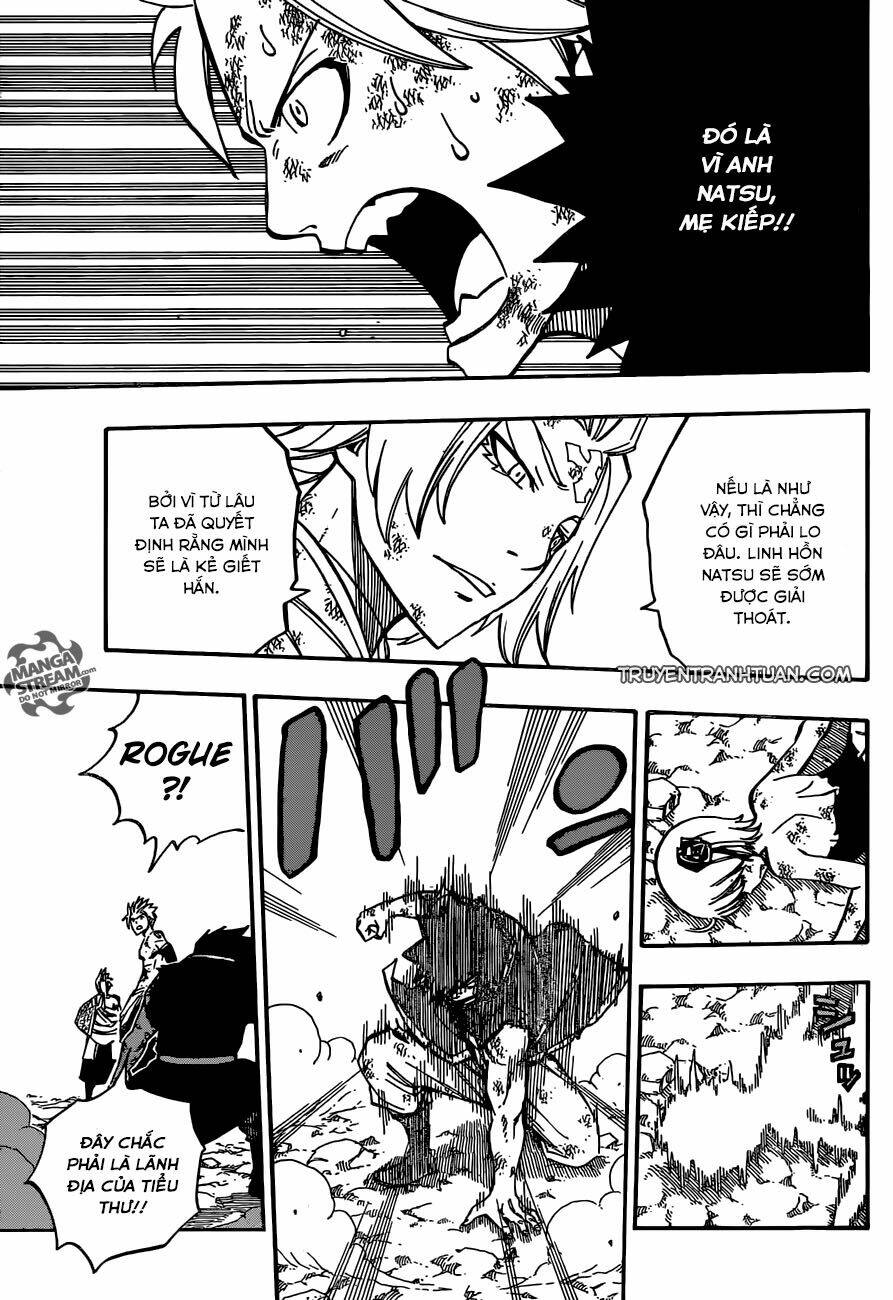 ĐÓ LÀ
VÌ ANH
NATSU,
MẸ KIẾP!!
NẾU LÀ NHƯ
VẬY, THÌ CHẲNG
CÓ GÌ PHẢI LO
ĐÂU. LINH HỒN
NATSU SẼ SỚM
ĐƯỢC GIẢI
THOÁT.
BỞI VÌ TỪ LÂU
TA ĐÃ QUYẾT
ĐỊNH RẰNG MÌNH
SẼ LÀ KẺ GIẾT
HẮN.
MANGA
STREAM.com
DO NOT MIRROR
TRUYENTRANHTUAN.COM
シュッ
ROGUE
?!
ĐÂY CHẮC
PHẢI LÀ LÃNH
ĐỊA CỦA TIỂU
THƯ!!